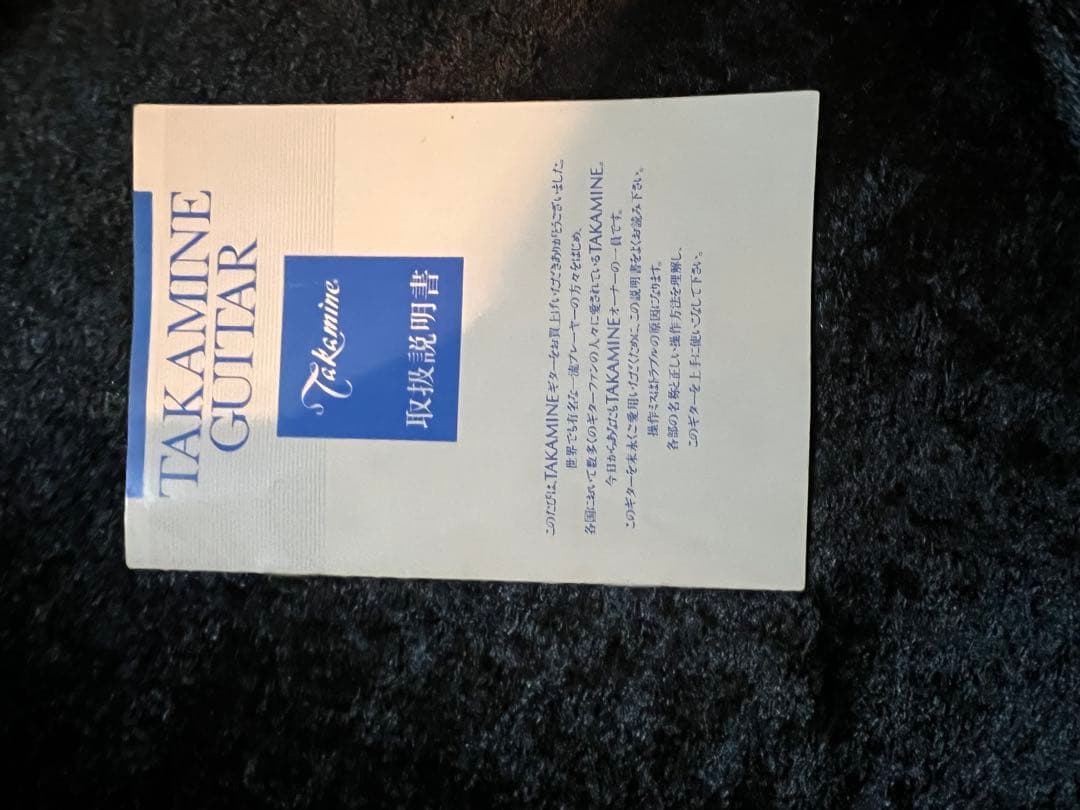 TAKAMINE
GUITAR
Takamine
取扱説明書
このたびはTAKAMINEギターをお買上げいただきありがとうございました。
世界でも有名な一流プレーヤーの方々をはじめ、
各国において数多くのギターファンの人々に愛されているTAKAMINE。
今日からあなたもTAKAMINEオーナーの一員です。
このギターを末永くご愛用いただくために、この説明書をよくお読み下さい。
操作ミスはトラブルの原因になります。
各部の名称と正しい操作方法を理解し、
このギターを上手に使いこなして下さい。